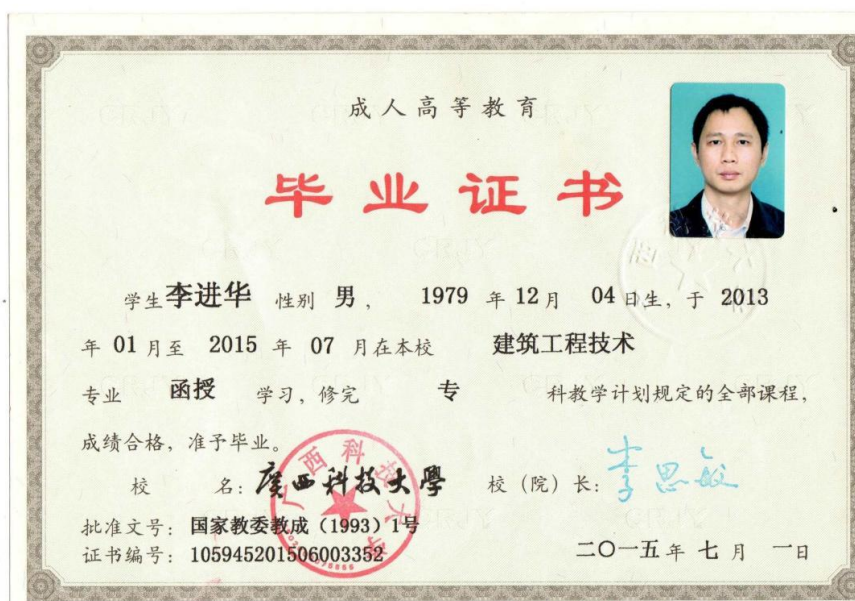 成人高等教育
毕业证书
学生 李进华 性别 男， 1979 年 12 月 04 日生，于 2013
年 01 月至 2015 年 07 月在本校 建筑工程技术
专业 函授 学习，修完 专 科教学计划规定的全部课程，
成绩合格，准予毕业。
校 名：廣西科技大學 校（院）长：李思敏
批准文号：国家教委教成（1993）1号
证书编号：105945201506003352
二〇一五年 七 月 一日
广西科技大学